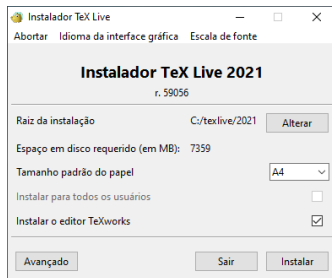 Instalador TeX Live
Abortar Idioma da interface gráfica Escala de fonte
Instalador TeX Live 2021
r. 59056
Raiz da instalação C:/texlive/2021 Alterar
Espaço em disco requerido (em MB): 7359
Tamanho padrão do papel A4
Instalar para todos os usuários
Instalar o editor TeXworks
Avançado Sair Instalar